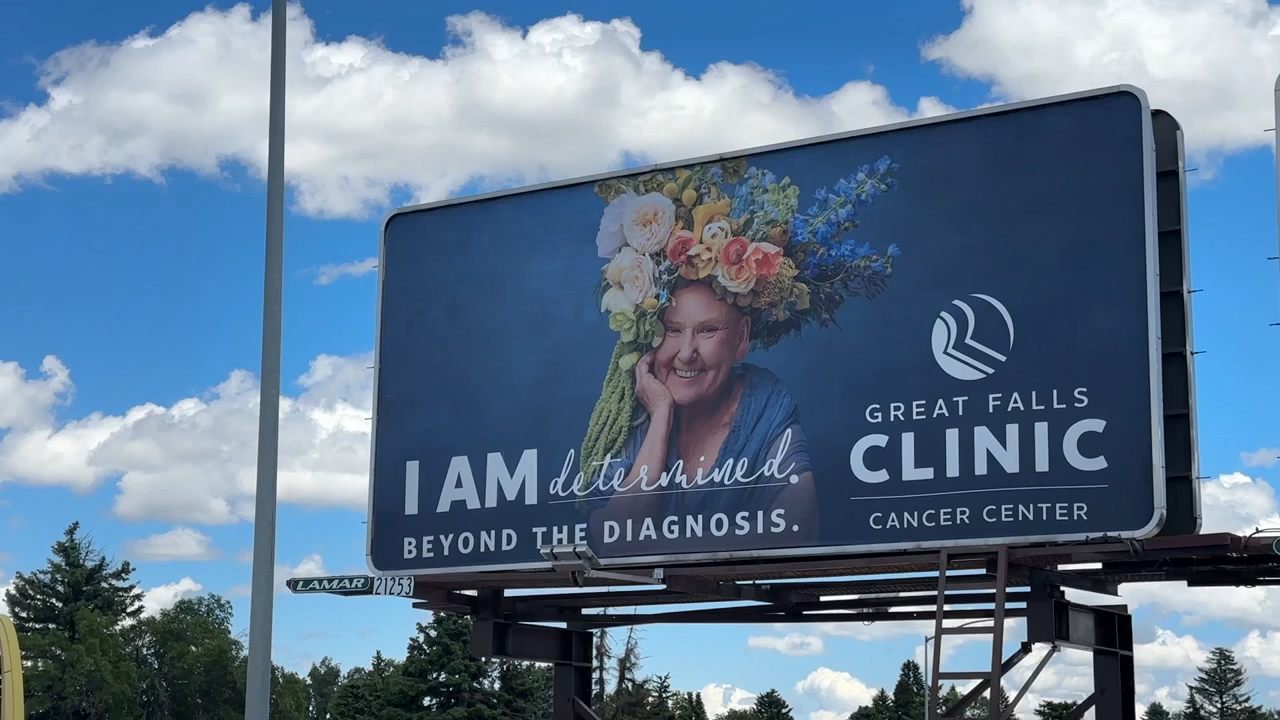 I AM determined.
BEYOND THE DIAGNOSIS.
GREAT FALLS
CLINIC
CANCER CENTER
LAMAR 21253